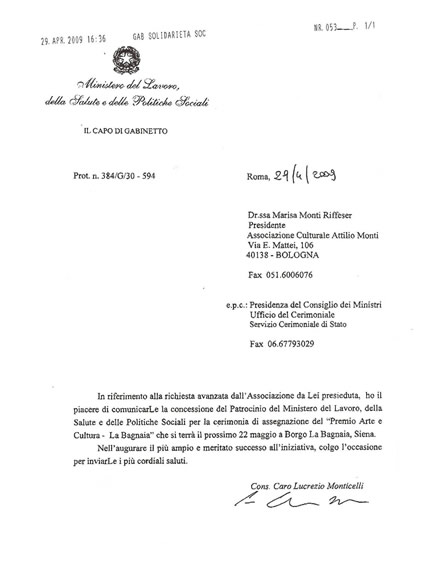 29. APR. 2009 16:36 GAB SOLIDARIETA SOC NR. 053 P. 1/1
Ministero del Lavoro,
della Salute e delle Politiche Sociali
IL CAPO DI GABINETTO
Prot. n. 384/G/30 - 594
Roma, 29/4/2009
Dr.ssa Marisa Monti Riffeser
Presidente
Associazione Culturale Attilio Monti
Via E. Mattei, 106
40138 - BOLOGNA
Fax 051.6006076
e.p.c.: Presidenza del Consiglio dei Ministri
Ufficio del Cerimoniale
Servizio Cerimoniale di Stato
Fax 06.67793029
In riferimento alla richiesta avanzata dall'Associazione da Lei presieduta, ho il
piacere di comunicarLe la concessione del Patrocinio del Ministero del Lavoro, della
Salute e delle Politiche Sociali per la cerimonia di assegnazione del "Premio Arte e
Cultura - La Bagnaia" che si terrà il prossimo 22 maggio a Borgo La Bagnaia, Siena.
Nell'augurare il più ampio e meritato successo all'iniziativa, colgo l'occasione
per inviarLe i più cordiali saluti.
Cons. Caro Lucrezio Monticelli